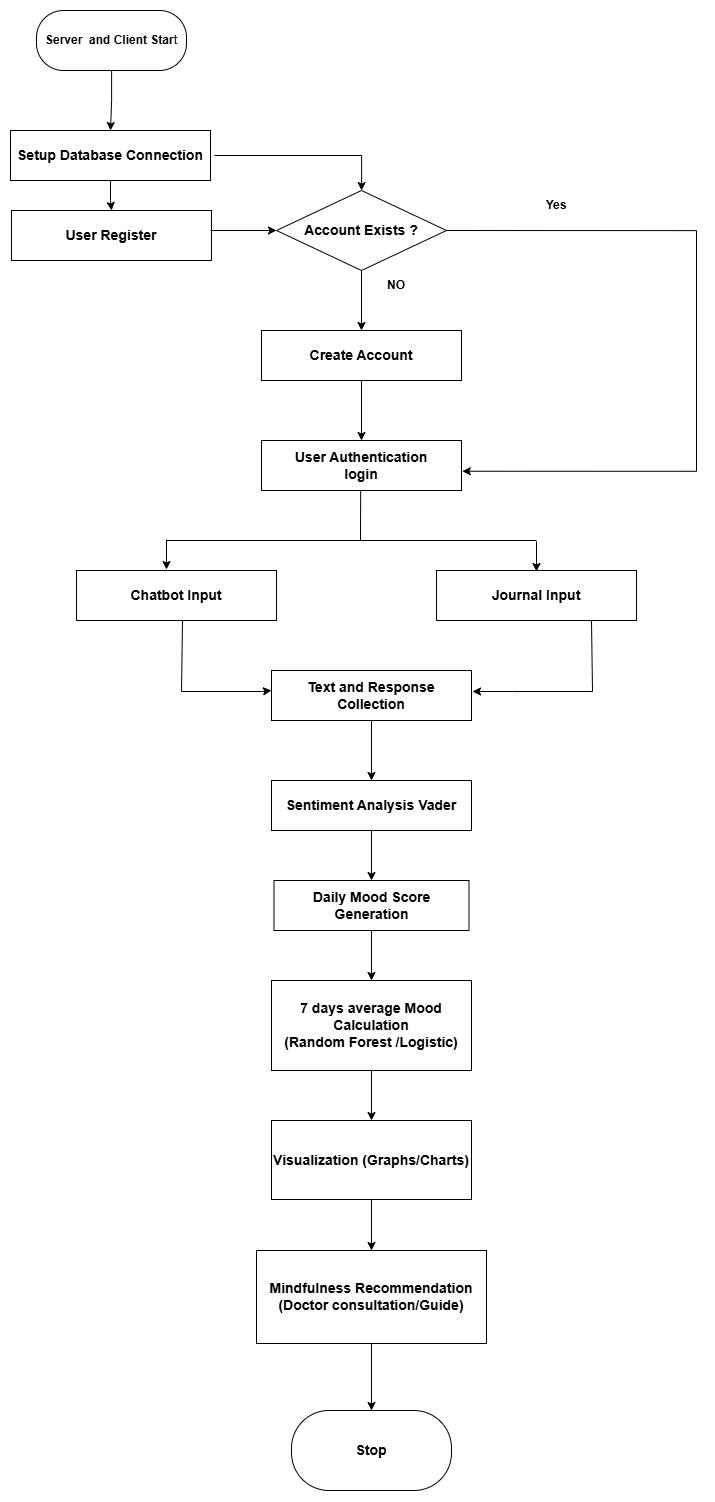 Server and Client Start
Setup Database Connection
User Register
Account Exists ?
Yes
NO
Create Account
User Authentication
login
Chatbot Input
Journal Input
Text and Response
Collection
Sentiment Analysis Vader
Daily Mood Score
Generation
7 days average Mood
Calculation
(Random Forest /Logistic)
Visualization (Graphs/Charts)
Mindfulness Recommendation
(Doctor consultation/Guide)
Stop